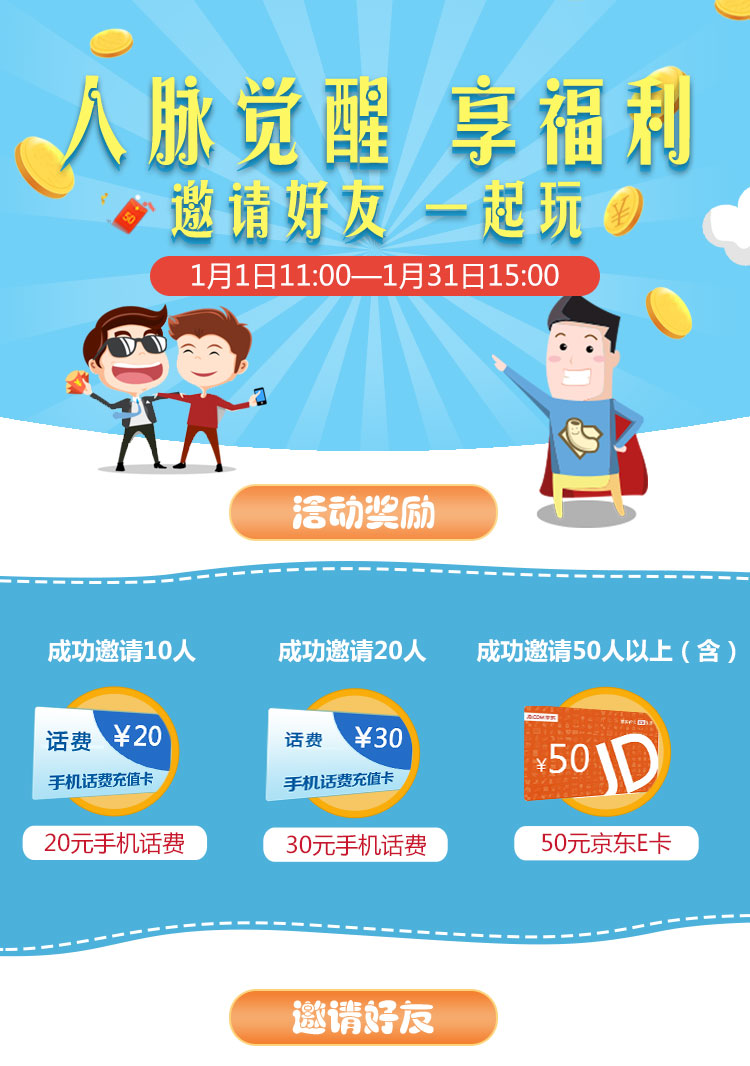 人脉觉醒 享福利
邀请好友 一起玩
50
¥
1月1日11:00—1月31日15:00
活动奖励
成功邀请10人
成功邀请20人
成功邀请50人以上（含）
话费 ¥20
手机话费充值卡
话费 ¥30
手机话费充值卡
JD.COM 京东
¥50 JD
20元手机话费
30元手机话费
50元京东E卡
邀请好友